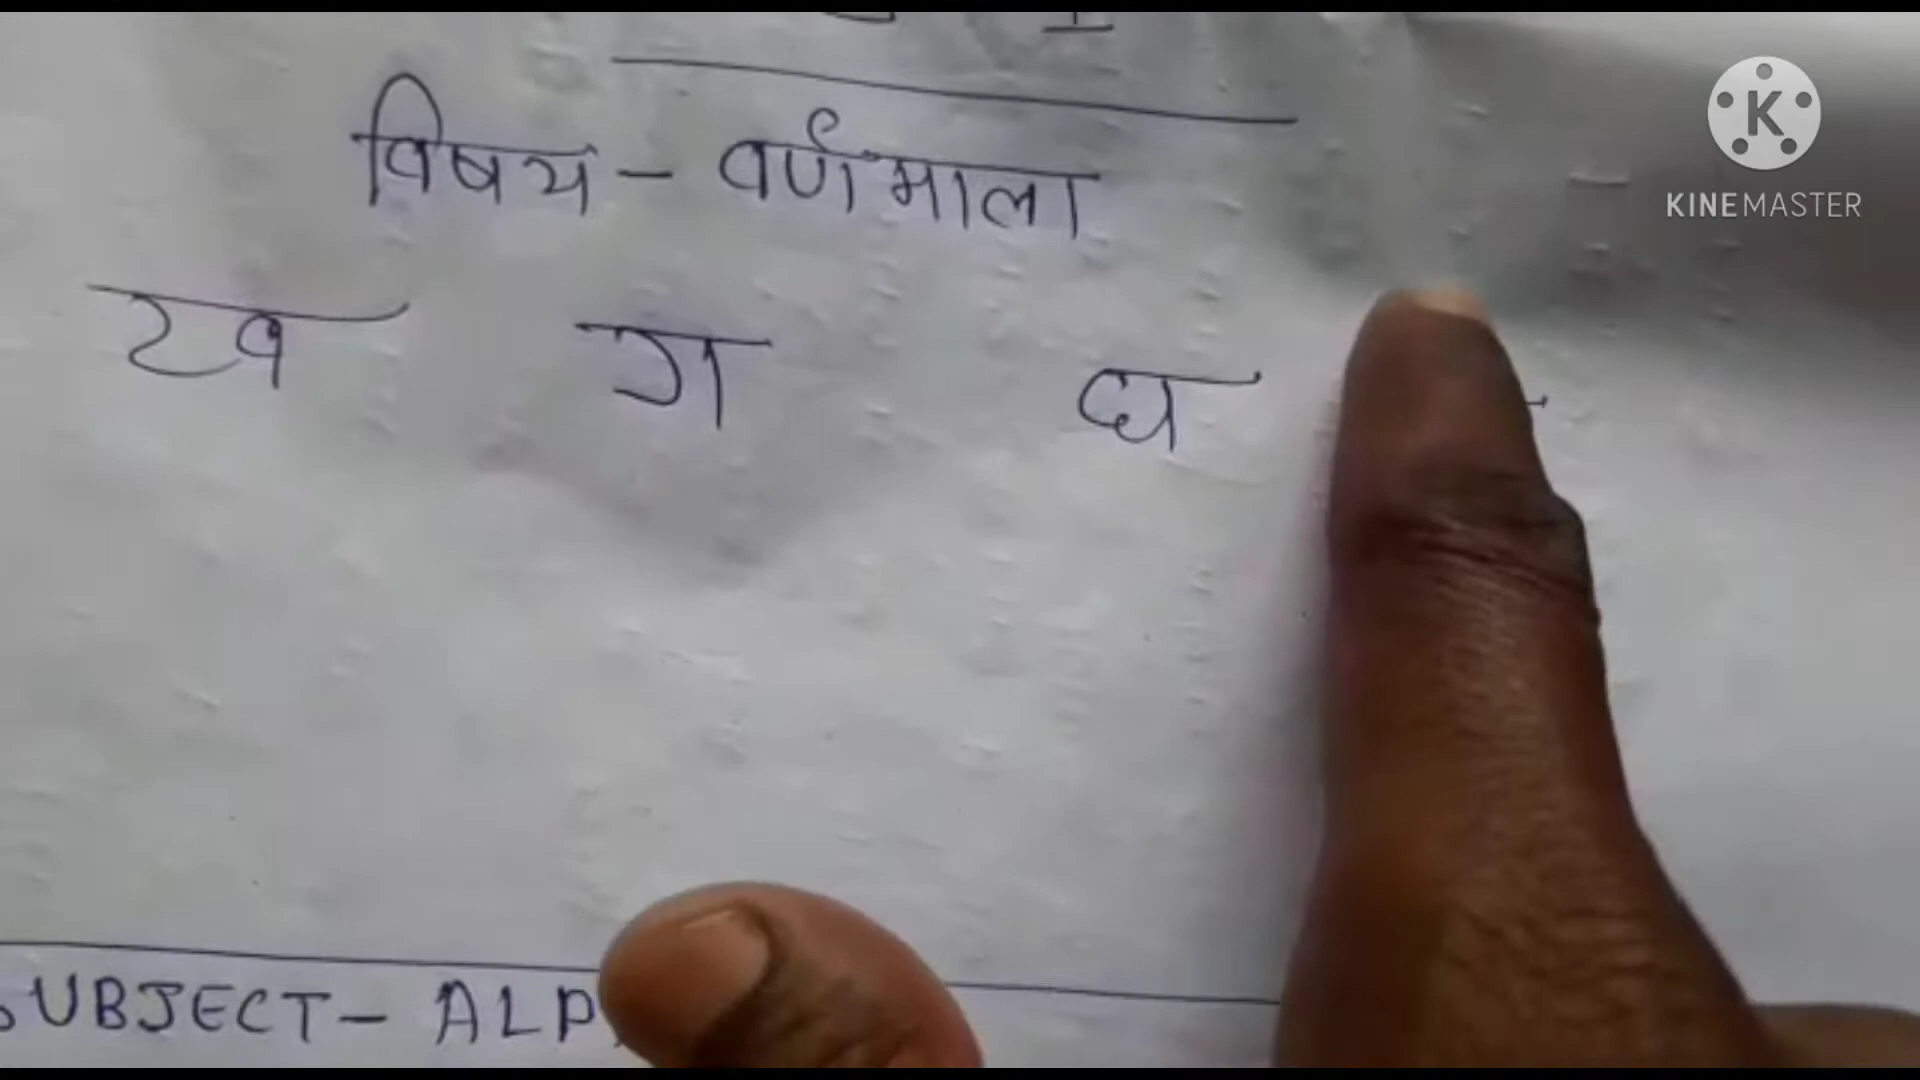 विषय - वर्णमाला
ख ग घ
SUBJECT - ALP
KINEMASTER